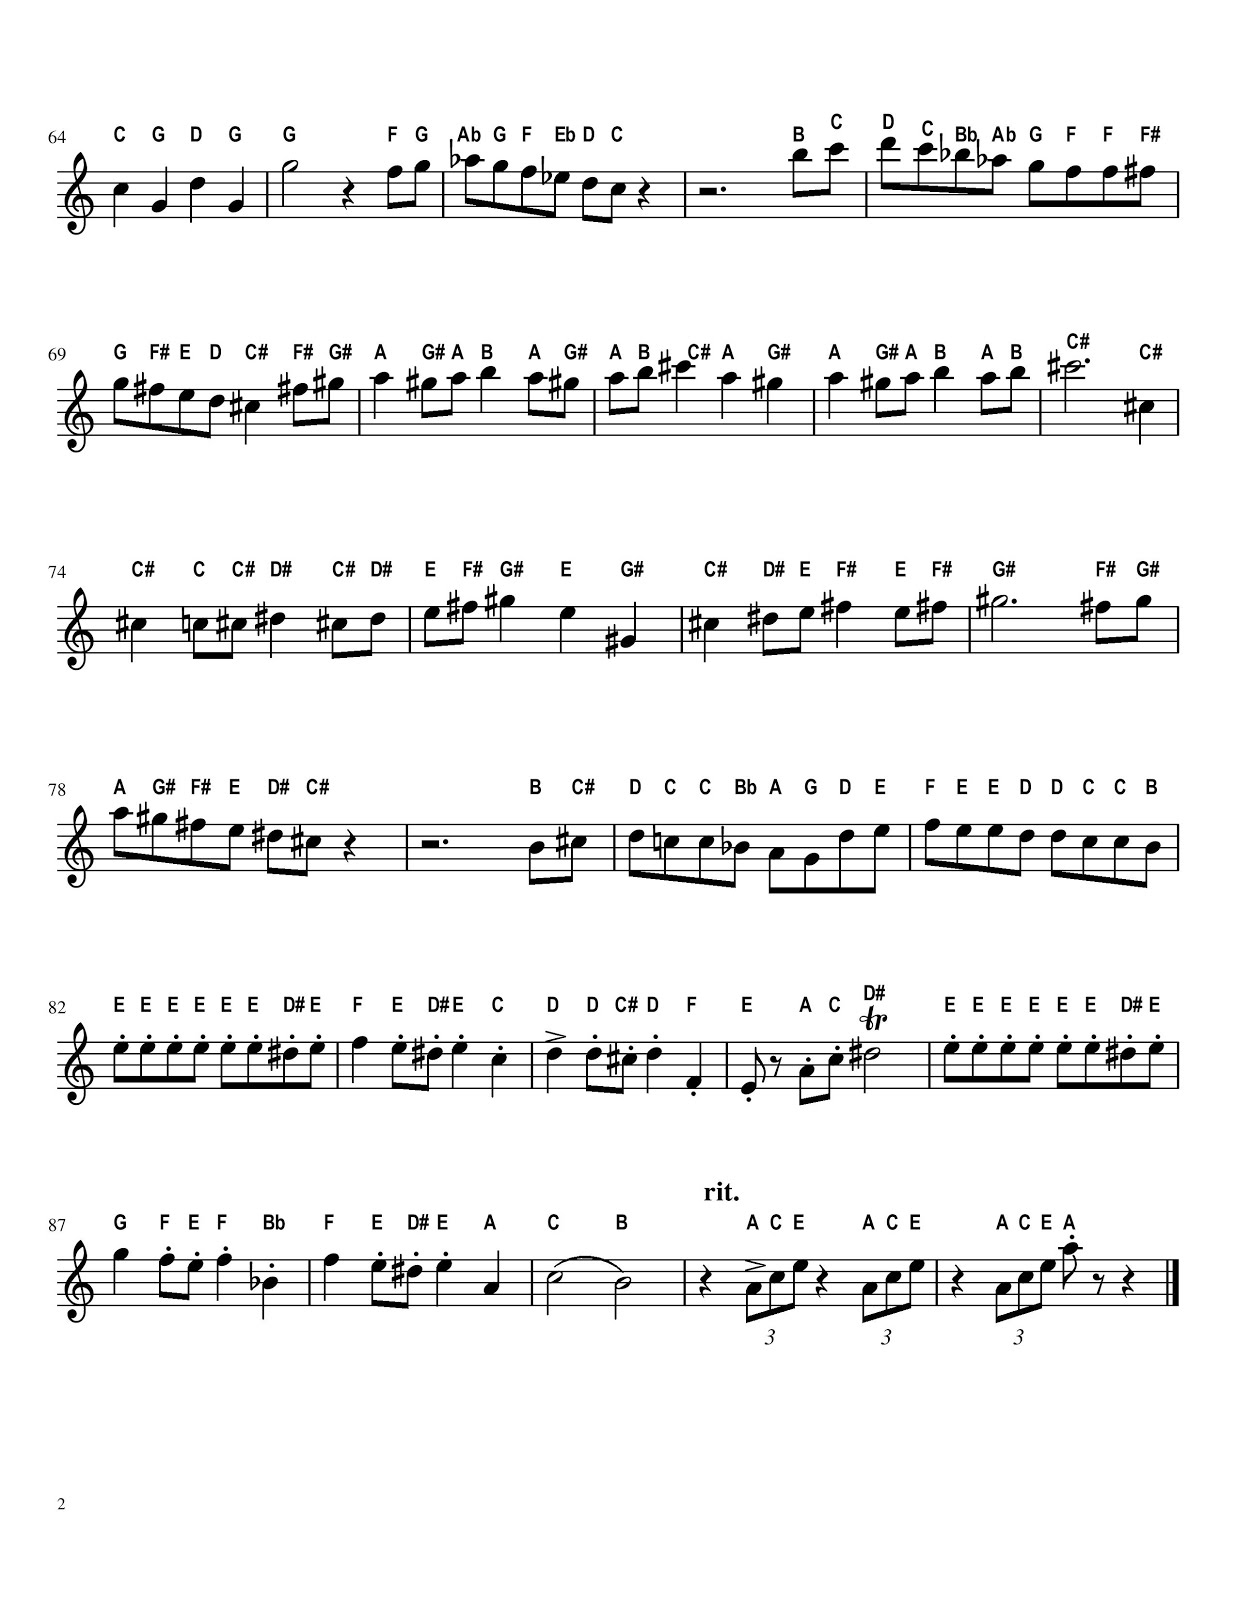 64 C G D G G F G Ab G F Eb D C B C D C Bb Ab G F F F#
69 G F# E D C# F# G# A G# A B A G# A B C# A G# A G# A B A B C# C#
74 C# C C# D# C# D# E F# G# E G# C# D# E F# E F# G# F# G#
78 A G# F# E D# C# B C# D C C Bb A G D E F E E D D C C B
82 E E E E E E D# E F E D# E C D D C# D F E A C D# E E E E E E D# E
tr
rit.
87 G F E F Bb F E D# E A C B A C E A C E A C E A
3 3 3
2